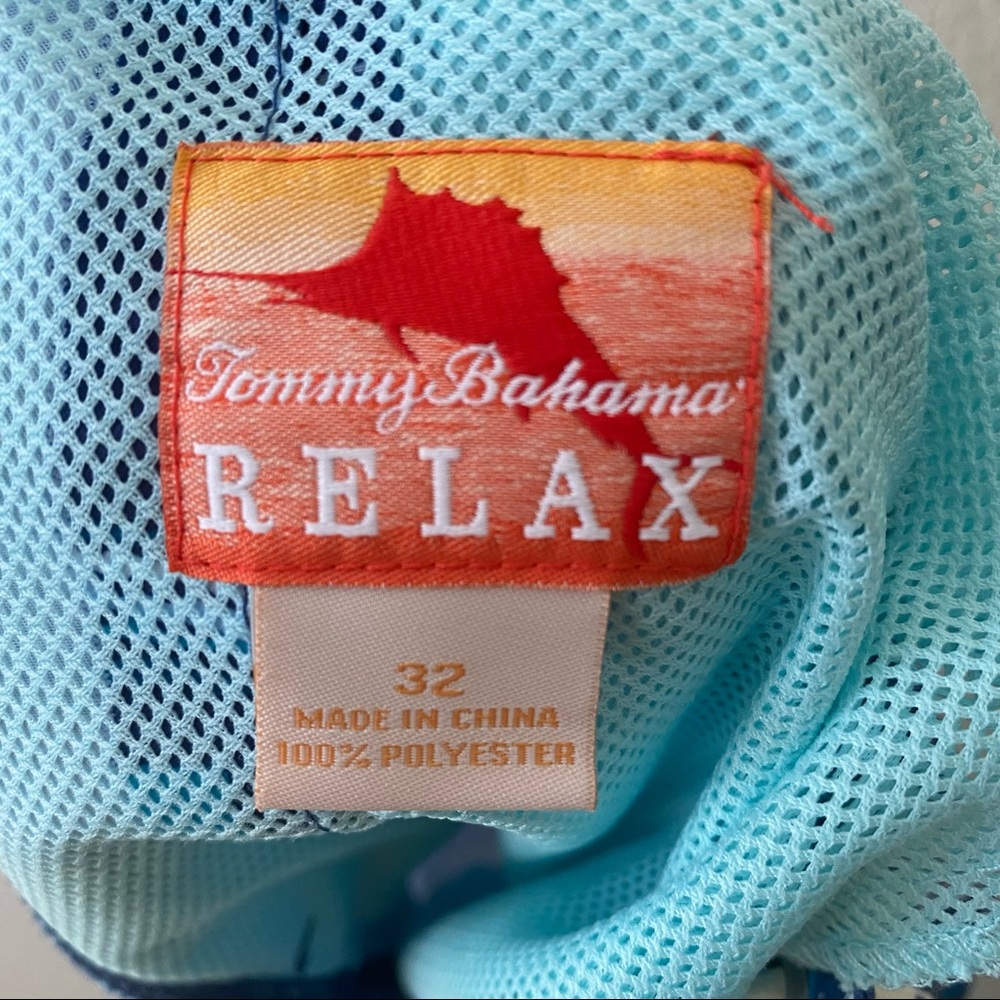 Tommy Bahama
RELAX
32
MADE IN CHINA
100% POLYESTER